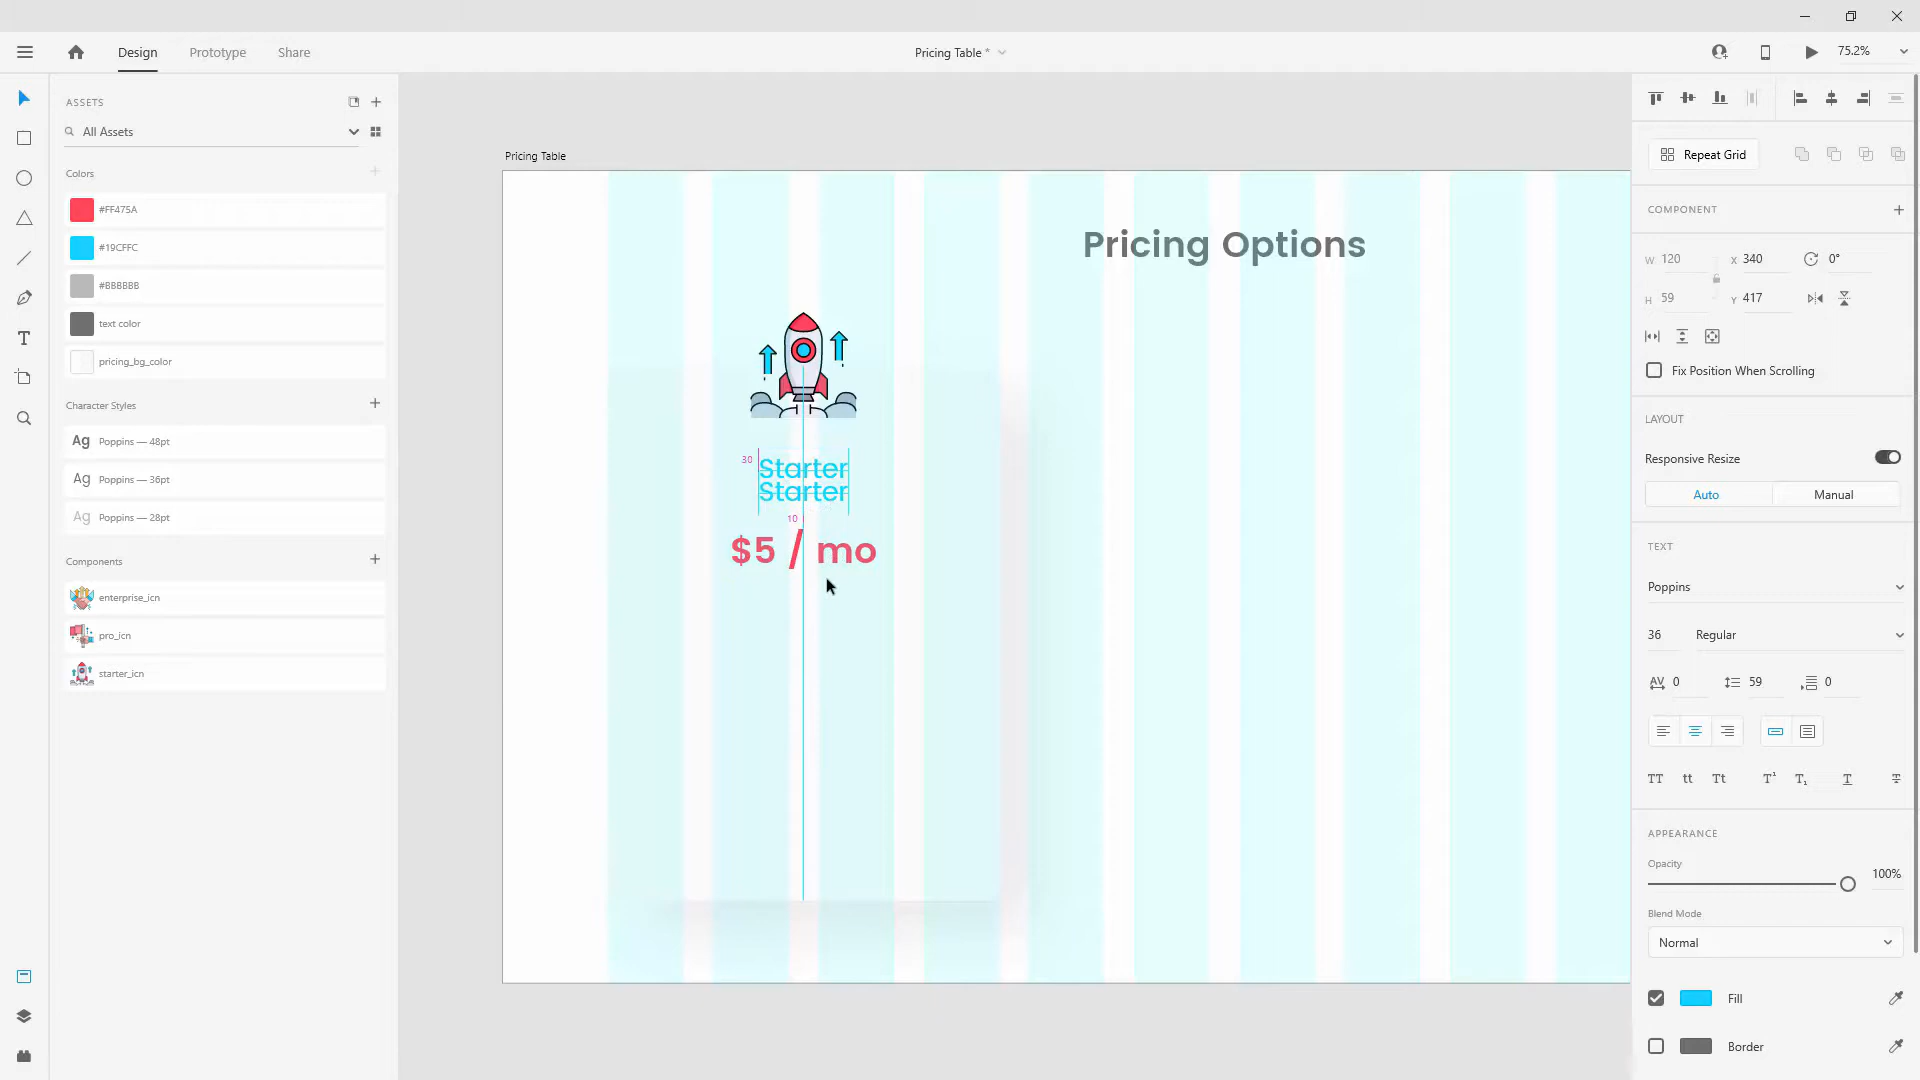 Design
Prototype
Share
Pricing Table *
75.2%
ASSETS
All Assets
Colors
#FF475A
#19CFFC
#BBBBBB
text color
pricing_bg_color
Character Styles
Ag Poppins — 48pt
Ag Poppins — 36pt
Ag Poppins — 28pt
Components
enterprise_icn
pro_icn
starter_icn
Pricing Table
Pricing Options
30
Starter
Starter
10
$5 / mo
Repeat Grid
COMPONENT
W 120 X 340 0°
H 59 Y 417
Fix Position When Scrolling
LAYOUT
Responsive Resize
Auto Manual
TEXT
Poppins
36 Regular
AV 0 59 0
TT tt Tt T¹ T₁ T T
APPEARANCE
Opacity
100%
Blend Mode
Normal
Fill
Border